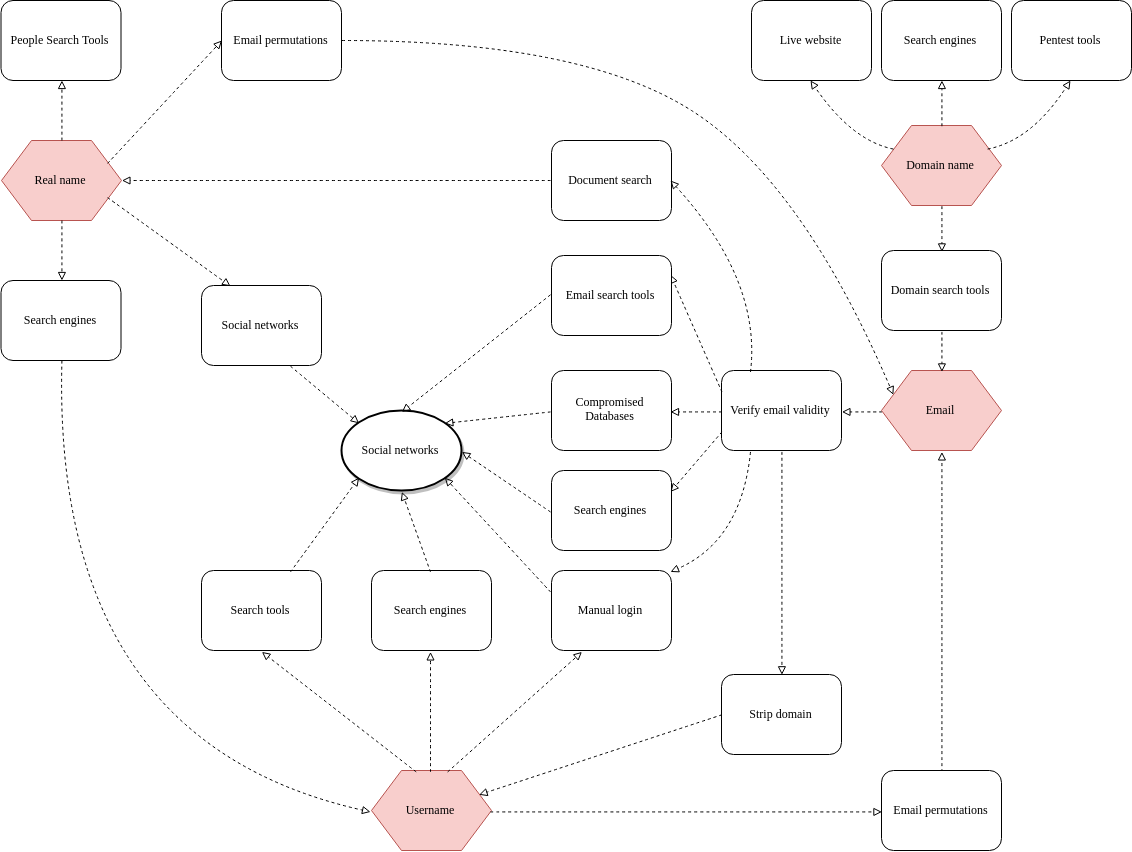 People Search Tools
Email permutations
Live website
Search engines
Pentest tools
Real name
Document search
Domain name
Search engines
Social networks
Email search tools
Domain search tools
Compromised
Databases
Verify email validity
Email
Social networks
Search engines
Search tools
Search engines
Manual login
Strip domain
Username
Email permutations